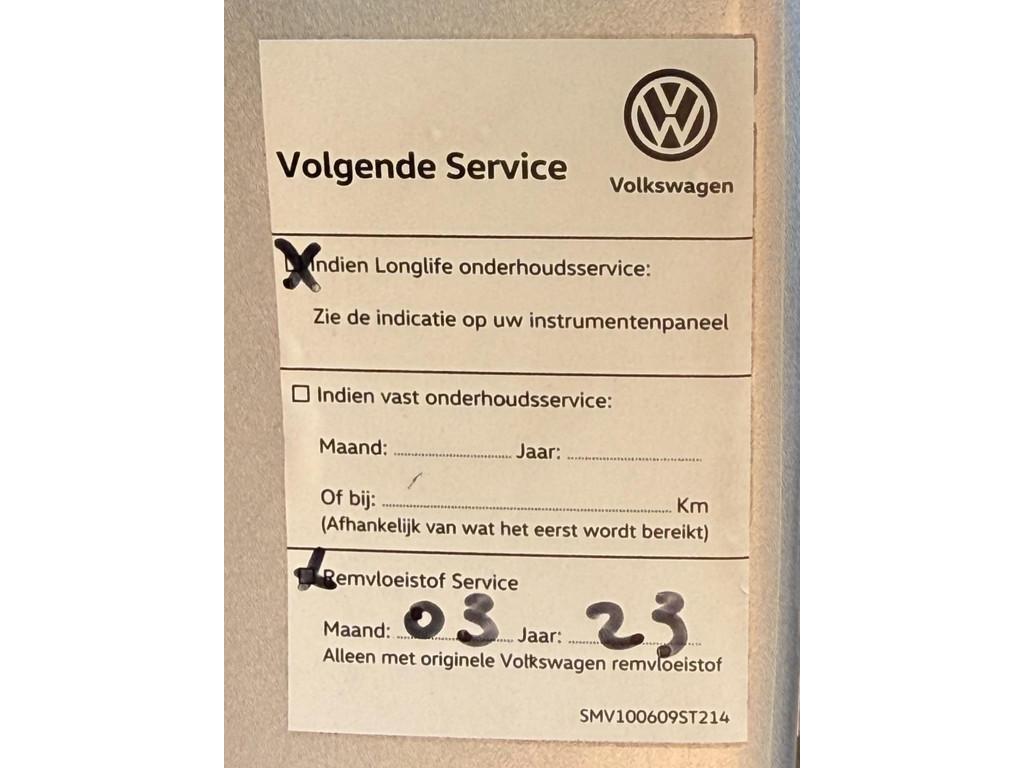 Volgende Service
Volkswagen
X Indien Longlife onderhoudsservice:
Zie de indicatie op uw instrumentenpaneel
☐ Indien vast onderhoudsservice:
Maand: ........................ Jaar: ............................
Of bij: ............................................................ Km
(Afhankelijk van wat het eerst wordt bereikt)
Remvloeistof Service
Maand: 03 Jaar: 23
Alleen met originele Volkswagen remvloeistof
SMV100609ST214